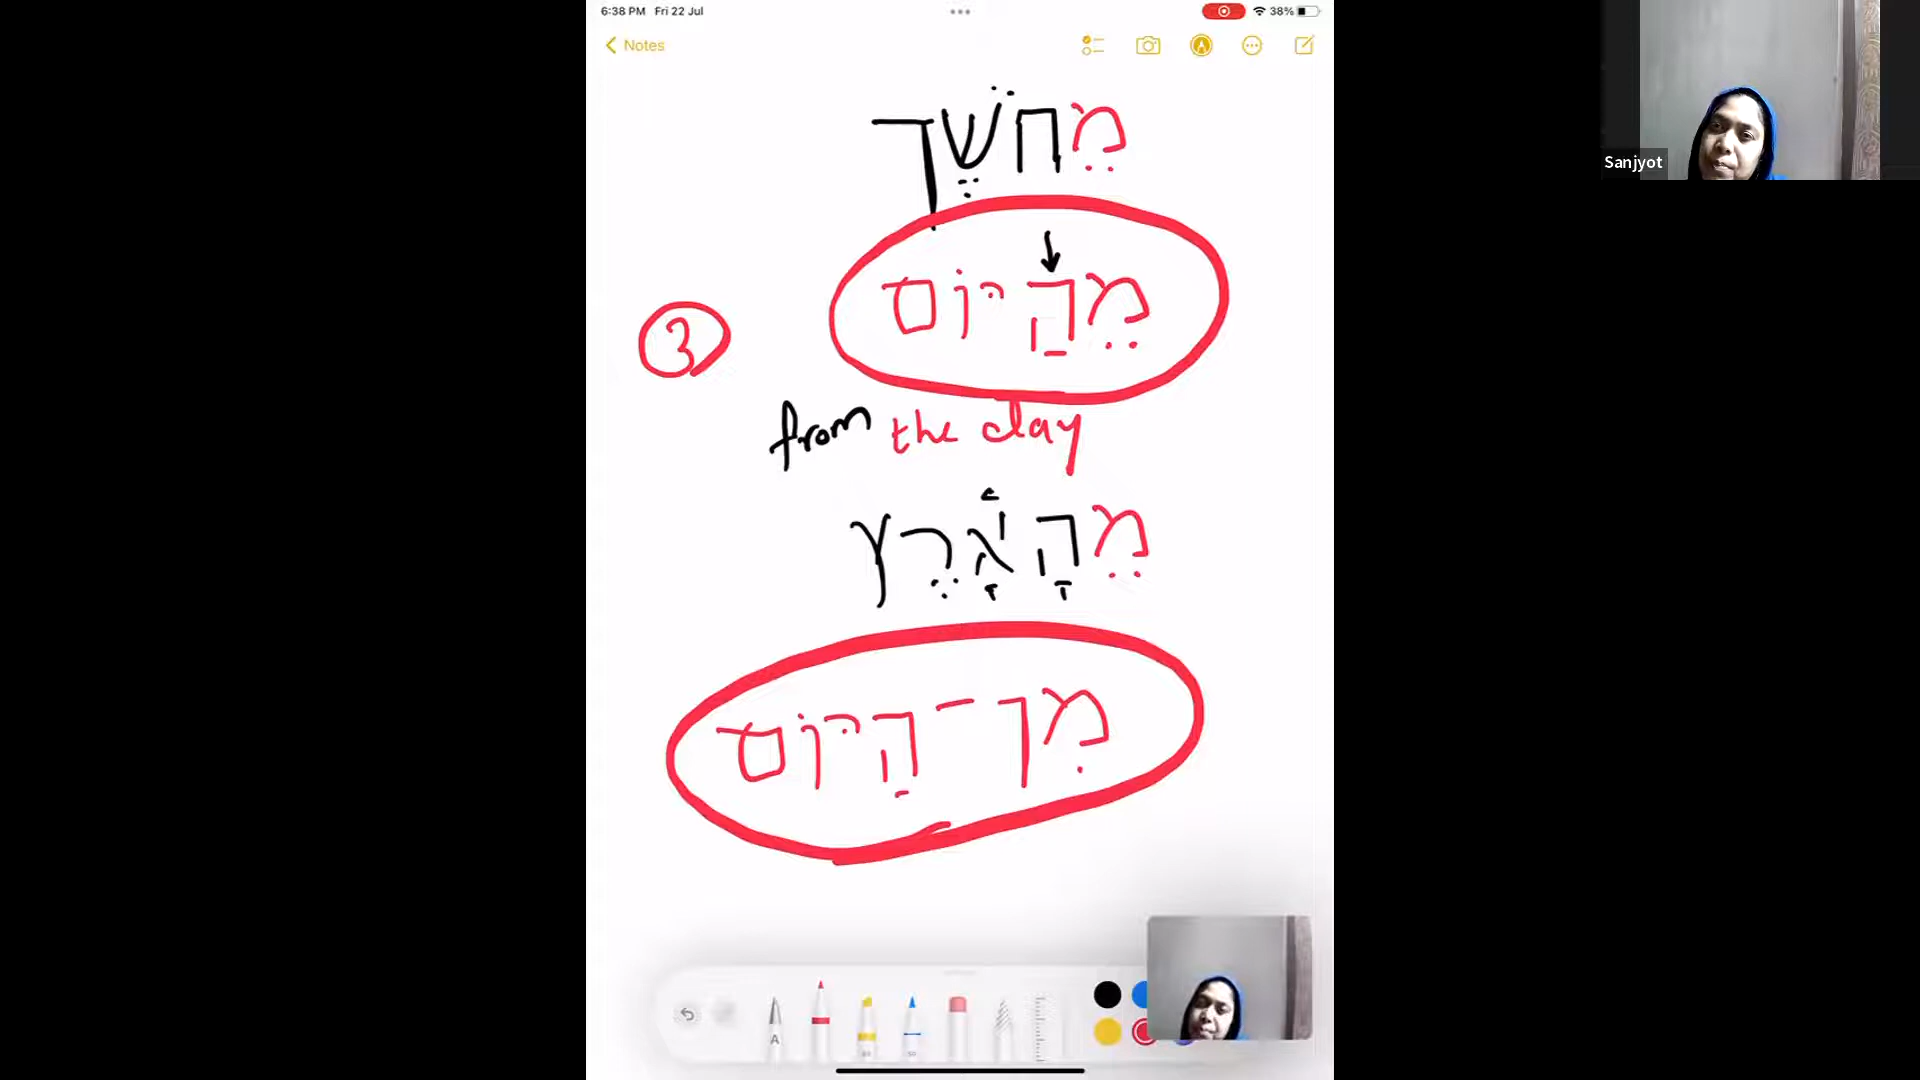 6:38 PM Fri 22 Jul
38%
Notes
Sanjyot
מֵחֹשֶׁךְ
מֵהַיּוֹם
3
from the day
מֵהָאָרֶץ
מִן־הַיּוֹם
A